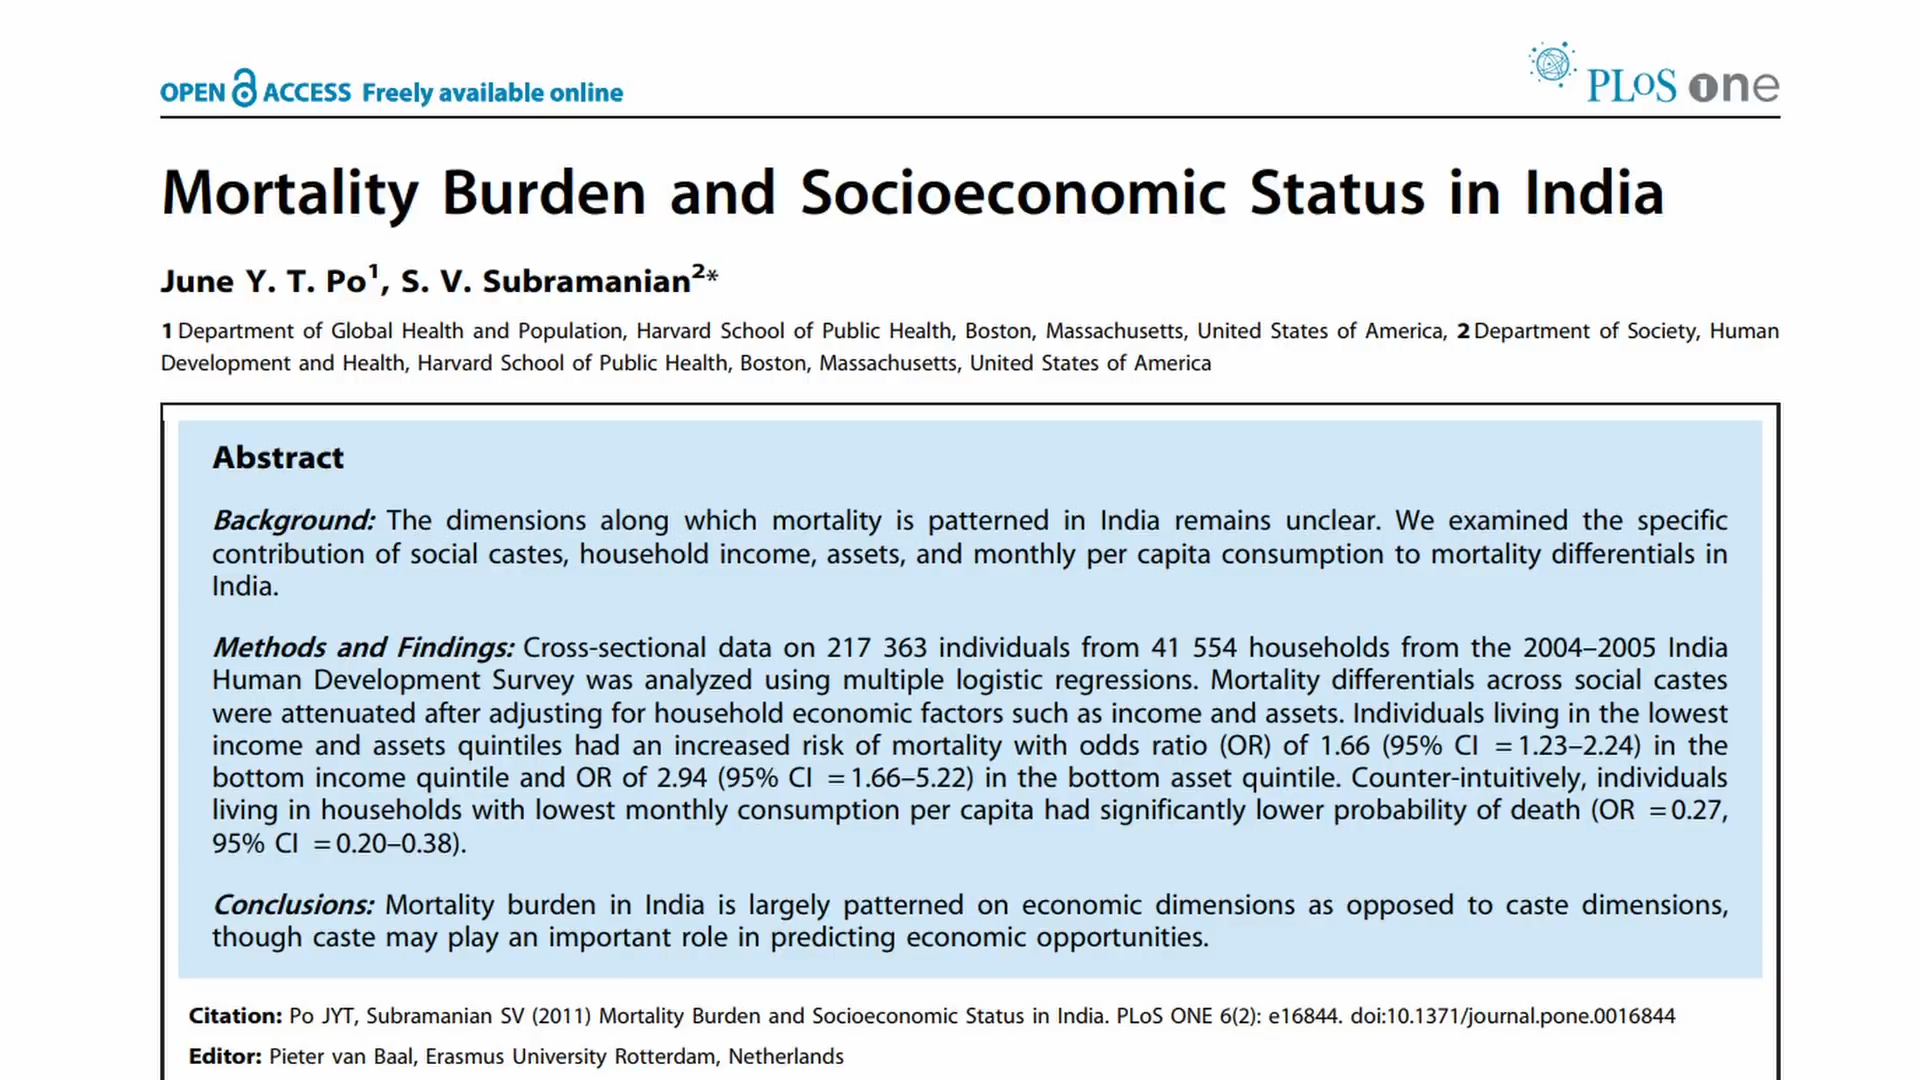 OPEN ACCESS Freely available online
PLoS one
Mortality Burden and Socioeconomic Status in India
June Y. T. Po1, S. V. Subramanian2*
1 Department of Global Health and Population, Harvard School of Public Health, Boston, Massachusetts, United States of America, 2 Department of Society, Human
Development and Health, Harvard School of Public Health, Boston, Massachusetts, United States of America
Abstract
Background: The dimensions along which mortality is patterned in India remains unclear. We examined the specific
contribution of social castes, household income, assets, and monthly per capita consumption to mortality differentials in
India.
Methods and Findings: Cross-sectional data on 217 363 individuals from 41 554 households from the 2004–2005 India
Human Development Survey was analyzed using multiple logistic regressions. Mortality differentials across social castes
were attenuated after adjusting for household economic factors such as income and assets. Individuals living in the lowest
income and assets quintiles had an increased risk of mortality with odds ratio (OR) of 1.66 (95% CI = 1.23–2.24) in the
bottom income quintile and OR of 2.94 (95% CI = 1.66–5.22) in the bottom asset quintile. Counter-intuitively, individuals
living in households with lowest monthly consumption per capita had significantly lower probability of death (OR = 0.27,
95% CI = 0.20–0.38).
Conclusions: Mortality burden in India is largely patterned on economic dimensions as opposed to caste dimensions,
though caste may play an important role in predicting economic opportunities.
Citation: Po JYT, Subramanian SV (2011) Mortality Burden and Socioeconomic Status in India. PLoS ONE 6(2): e16844. doi:10.1371/journal.pone.0016844
Editor: Pieter van Baal, Erasmus University Rotterdam, Netherlands